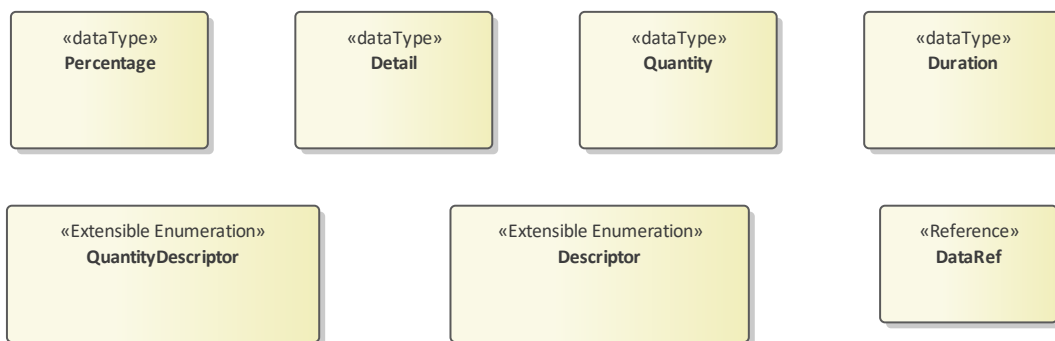 «dataType»
Percentage
«dataType»
Detail
«dataType»
Quantity
«dataType»
Duration
«Extensible Enumeration»
QuantityDescriptor
«Extensible Enumeration»
Descriptor
«Reference»
DataRef